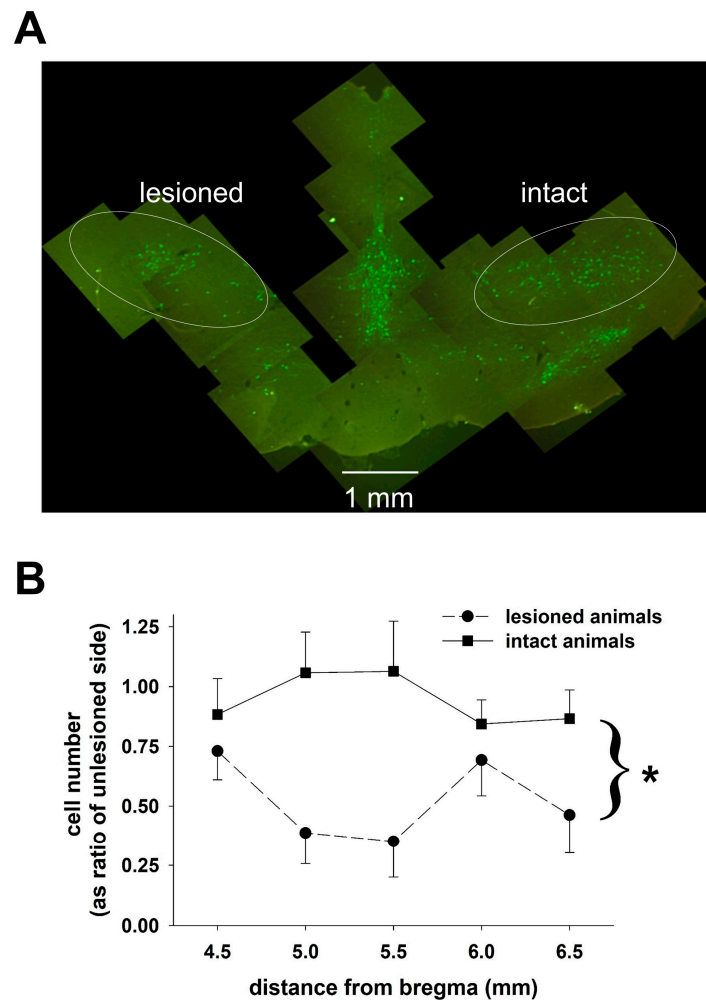 A
lesioned
intact
1 mm
B
lesioned animals
intact animals
cell number
(as ratio of unlesioned side)
1.25
1.00
0.75
0.50
0.25
0.00
*
4.5 5.0 5.5 6.0 6.5
distance from bregma (mm)